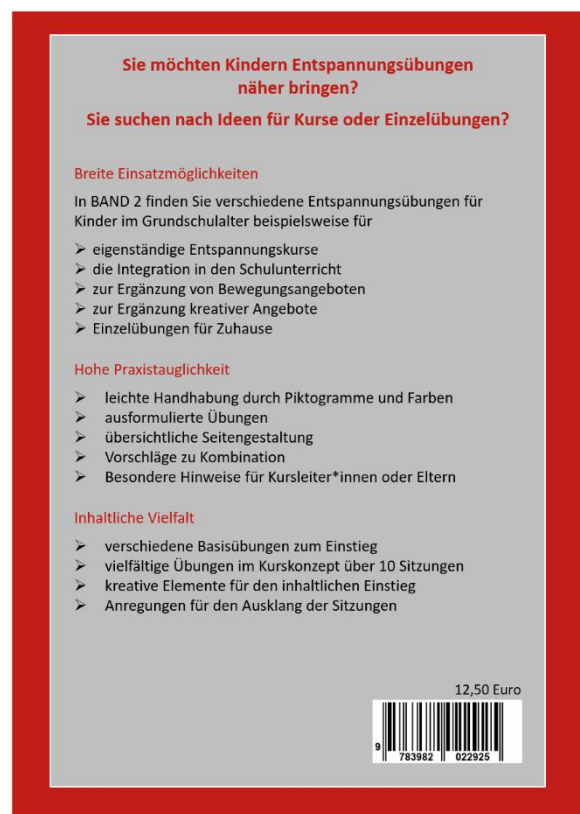 Sie möchten Kindern Entspannungsübungen
näher bringen?
Sie suchen nach Ideen für Kurse oder Einzelübungen?
Breite Einsatzmöglichkeiten
In BAND 2 finden Sie verschiedene Entspannungsübungen für
Kinder im Grundschulalter beispielsweise für
➢ eigenständige Entspannungskurse
➢ die Integration in den Schulunterricht
➢ zur Ergänzung von Bewegungsangeboten
➢ zur Ergänzung kreativer Angebote
➢ Einzelübungen für Zuhause
Hohe Praxistauglichkeit
➢ leichte Handhabung durch Piktogramme und Farben
➢ ausformulierte Übungen
➢ übersichtliche Seitengestaltung
➢ Vorschläge zu Kombination
➢ Besondere Hinweise für Kursleiter*innen oder Eltern
Inhaltliche Vielfalt
➢ verschiedene Basisübungen zum Einstieg
➢ vielfältige Übungen im Kurskonzept über 10 Sitzungen
➢ kreative Elemente für den inhaltlichen Einstieg
➢ Anregungen für den Ausklang der Sitzungen
12,50 Euro
9 783982 022925